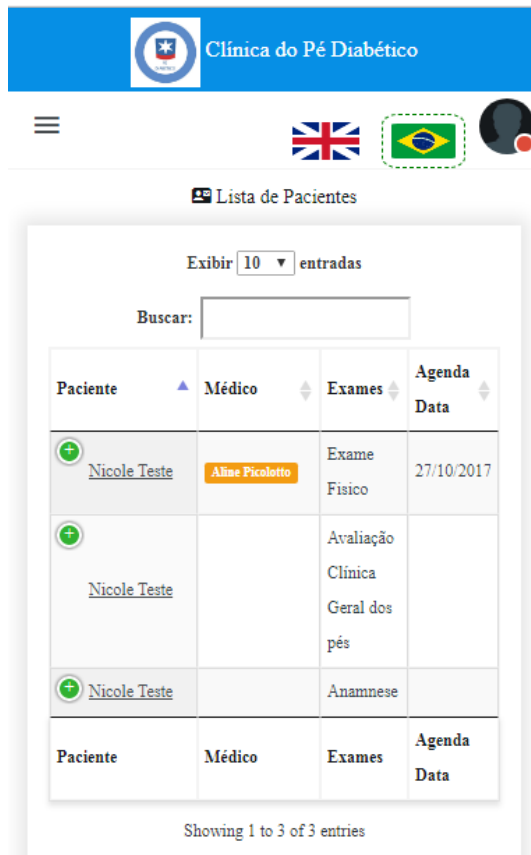 Clínica do Pé Diabético
Lista de Pacientes
Exibir 10 entradas
Buscar:
Paciente Médico Exames Agenda
Data
Nicole Teste Aline Picolotto Exame
Fisico 27/10/2017
Nicole Teste Avaliação
Clínica
Geral dos
pés
Nicole Teste Anamnese
Paciente Médico Exames Agenda
Data
Showing 1 to 3 of 3 entries